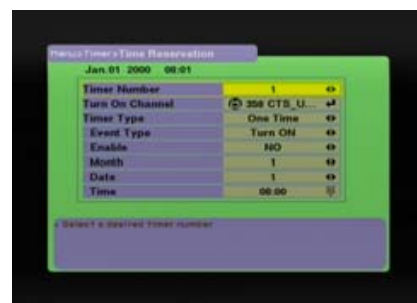 Menu>Timer>Time Reservation
Jan.01 2000 00:01
Timer Number 1
Turn On Channel 358 CTS_U...
Timer Type One Time
Event Type Turn ON
Enable NO
Month 1
Date 1
Time 00:00
Select a desired timer number